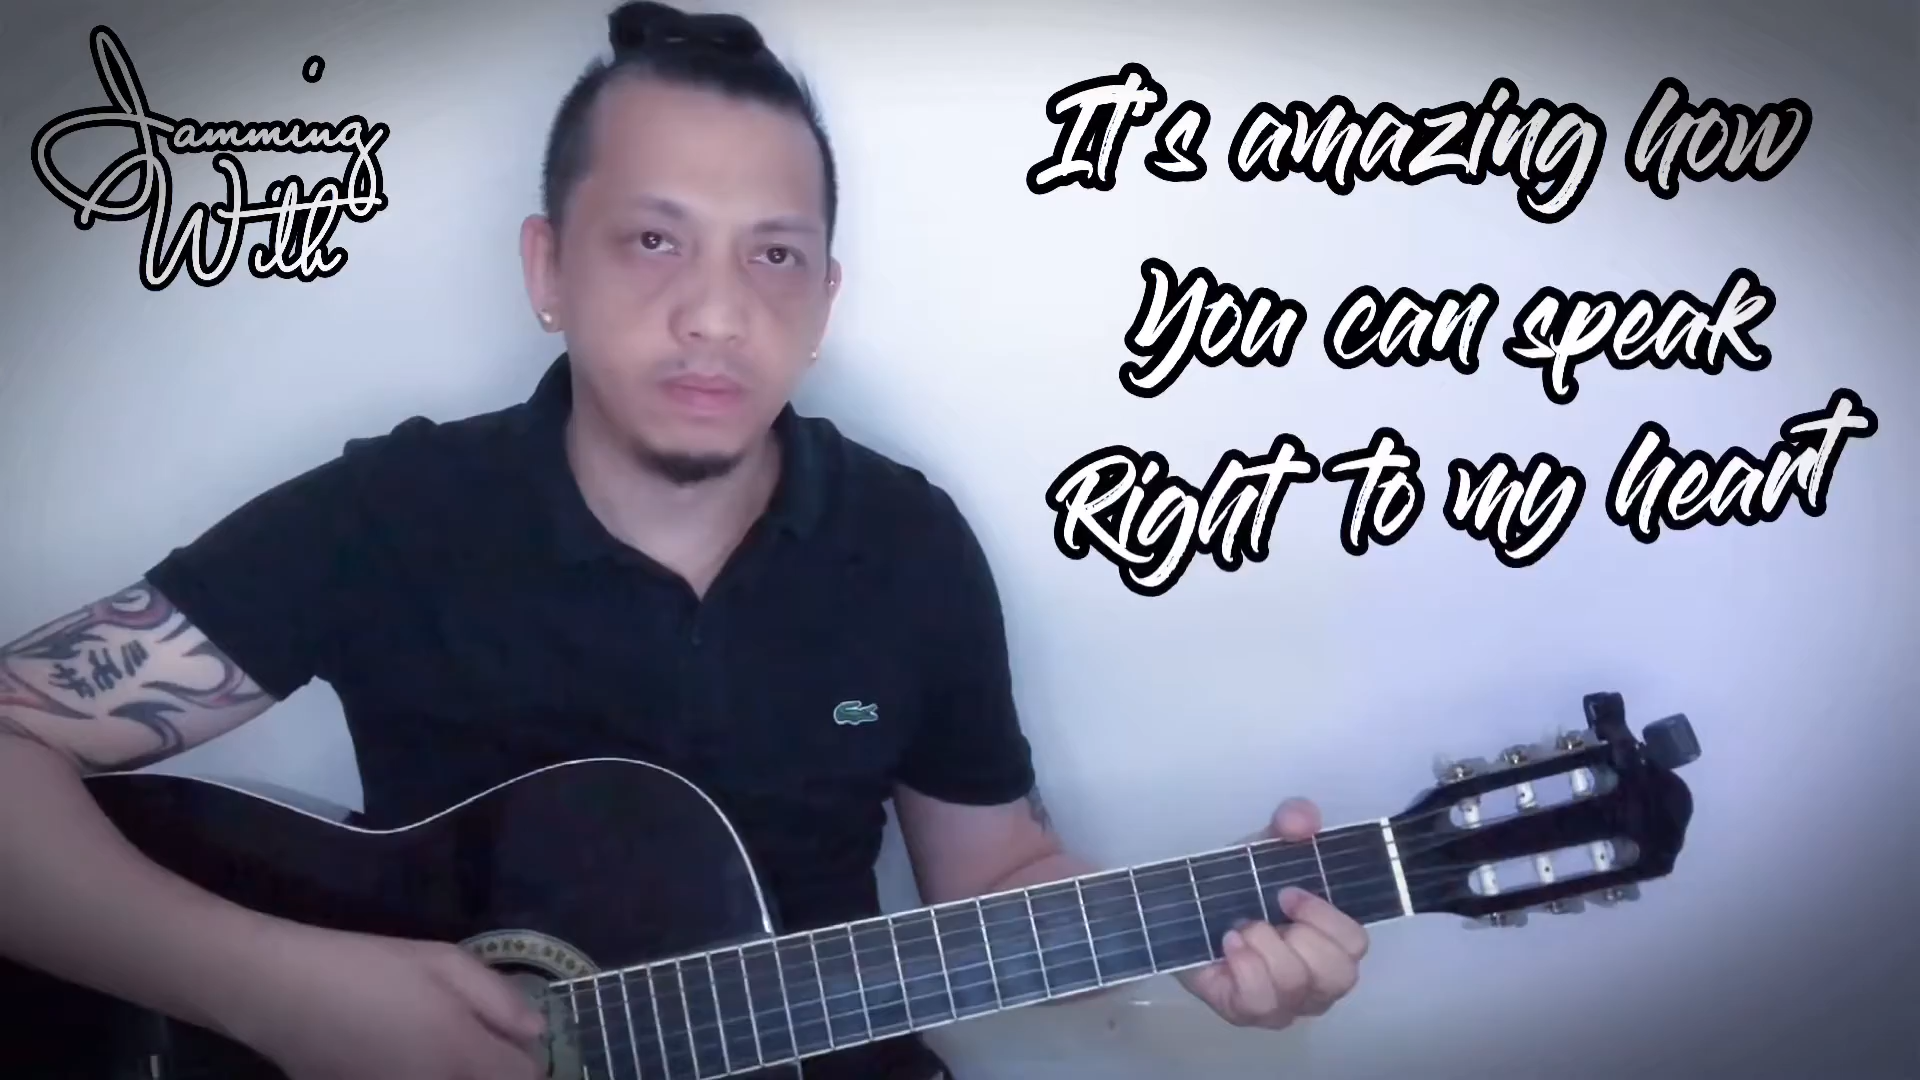 Jamming
With
It's amazing how
You can speak
Right to my heart